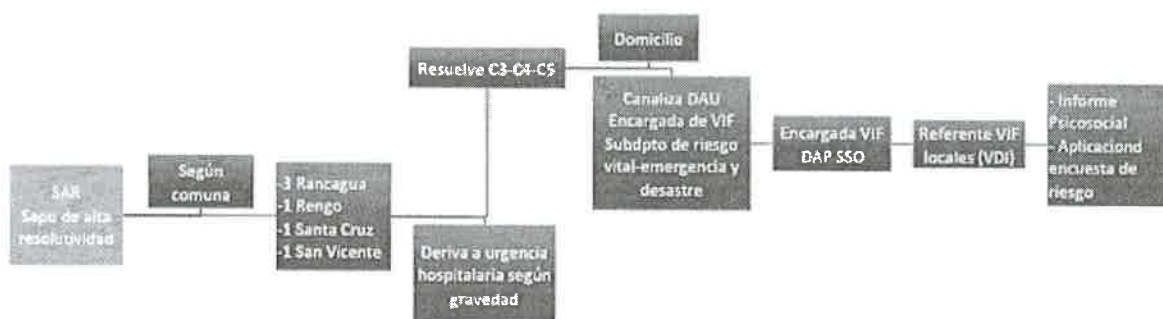 SAR
Sapu de alta
resolutividad
Según
comuna
-3 Rancagua
-1 Rengo
-1 Santa Cruz
-1 San Vicente
Resuelve C3-C4-C5
Deriva a urgencia
hospitalaria según
gravedad
Domicilio
Canaliza DAU
Encargada de VIF
Subdpto de riesgo
vital-emergencia y
desastre
Encargada VIF
DAP SSO
Referente VIF
locales (VDI)
- Informe
Psicosocial
- Aplicaciond
encuesta de
riesgo